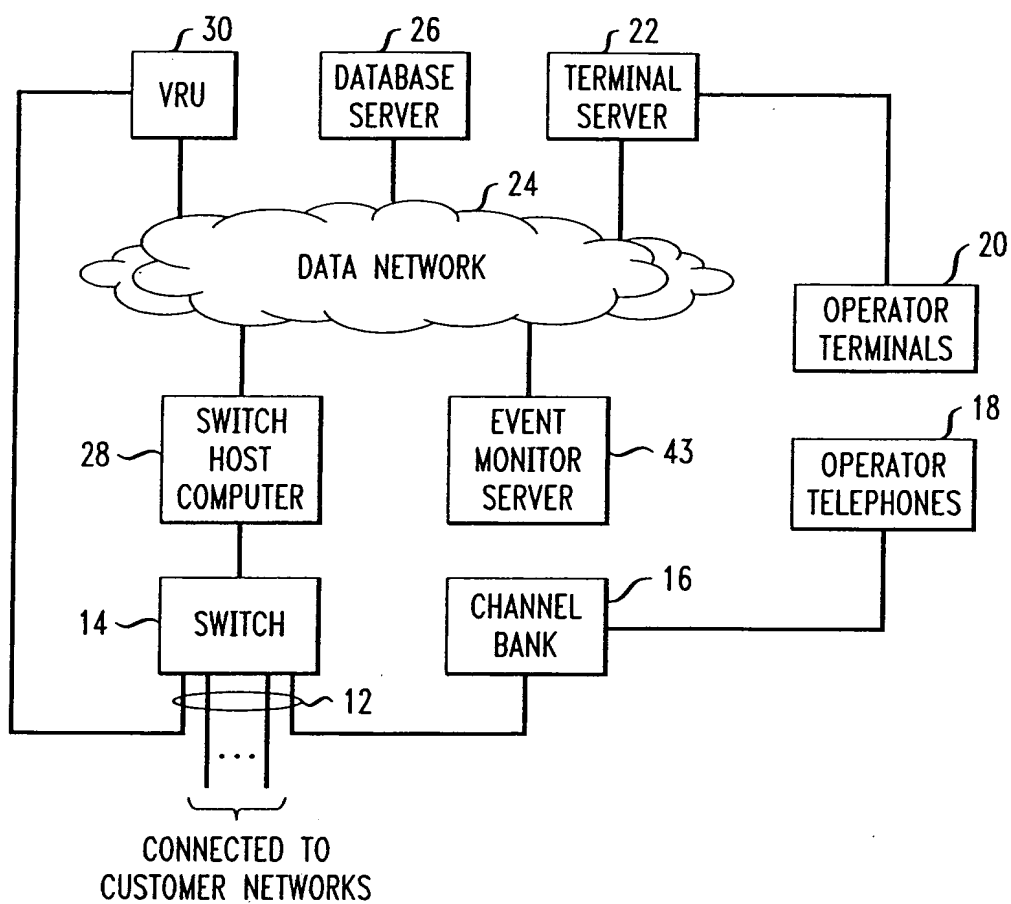 30
26
22
VRU
DATABASE
SERVER
TERMINAL
SERVER
24
DATA NETWORK
20
OPERATOR
TERMINALS
SWITCH
HOST
COMPUTER
28
EVENT
MONITOR
SERVER
43
18
OPERATOR
TELEPHONES
14
SWITCH
16
CHANNEL
BANK
12
...
CONNECTED TO
CUSTOMER NETWORKS